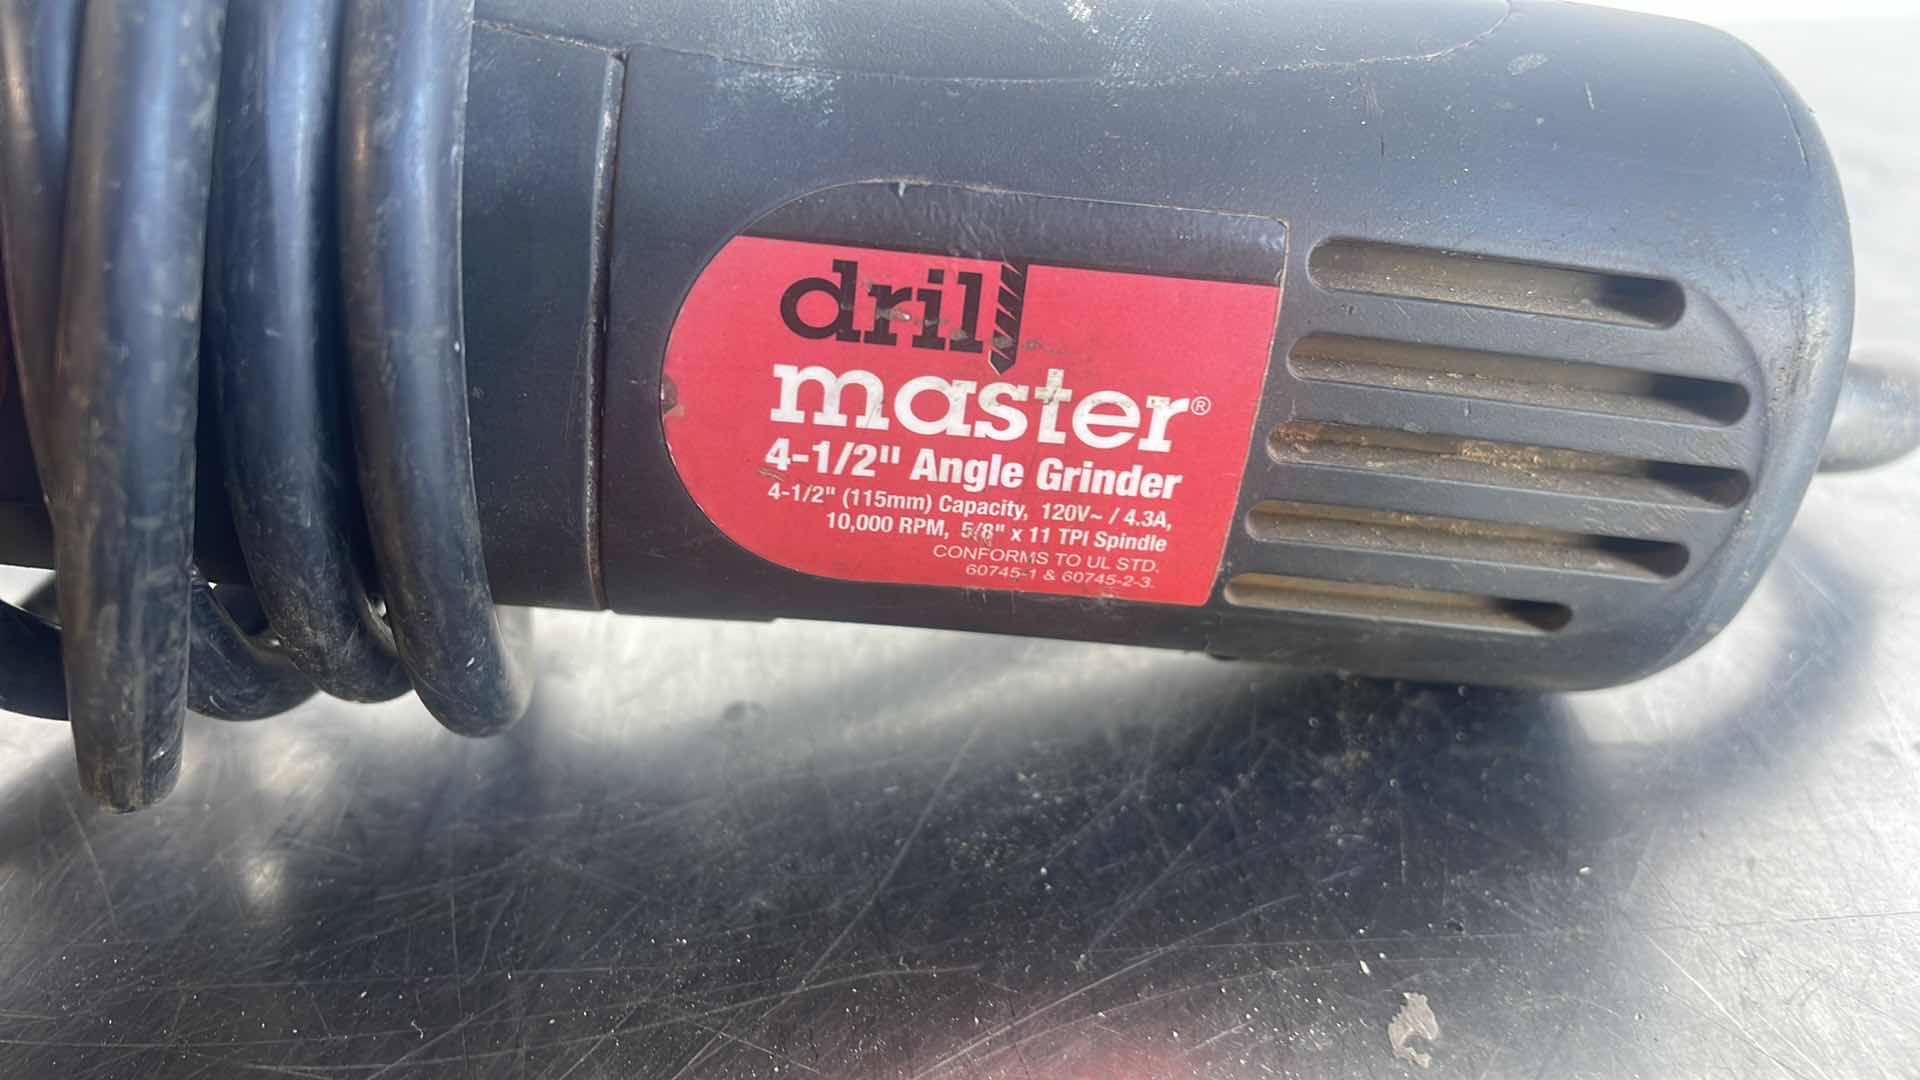 drill
master®
4-1/2" Angle Grinder
4-1/2" (115mm) Capacity, 120V~ / 4.3A,
10,000 RPM, 5/8" x 11 TPI Spindle
CONFORMS TO UL STD.
60745-1 & 60745-2-3.